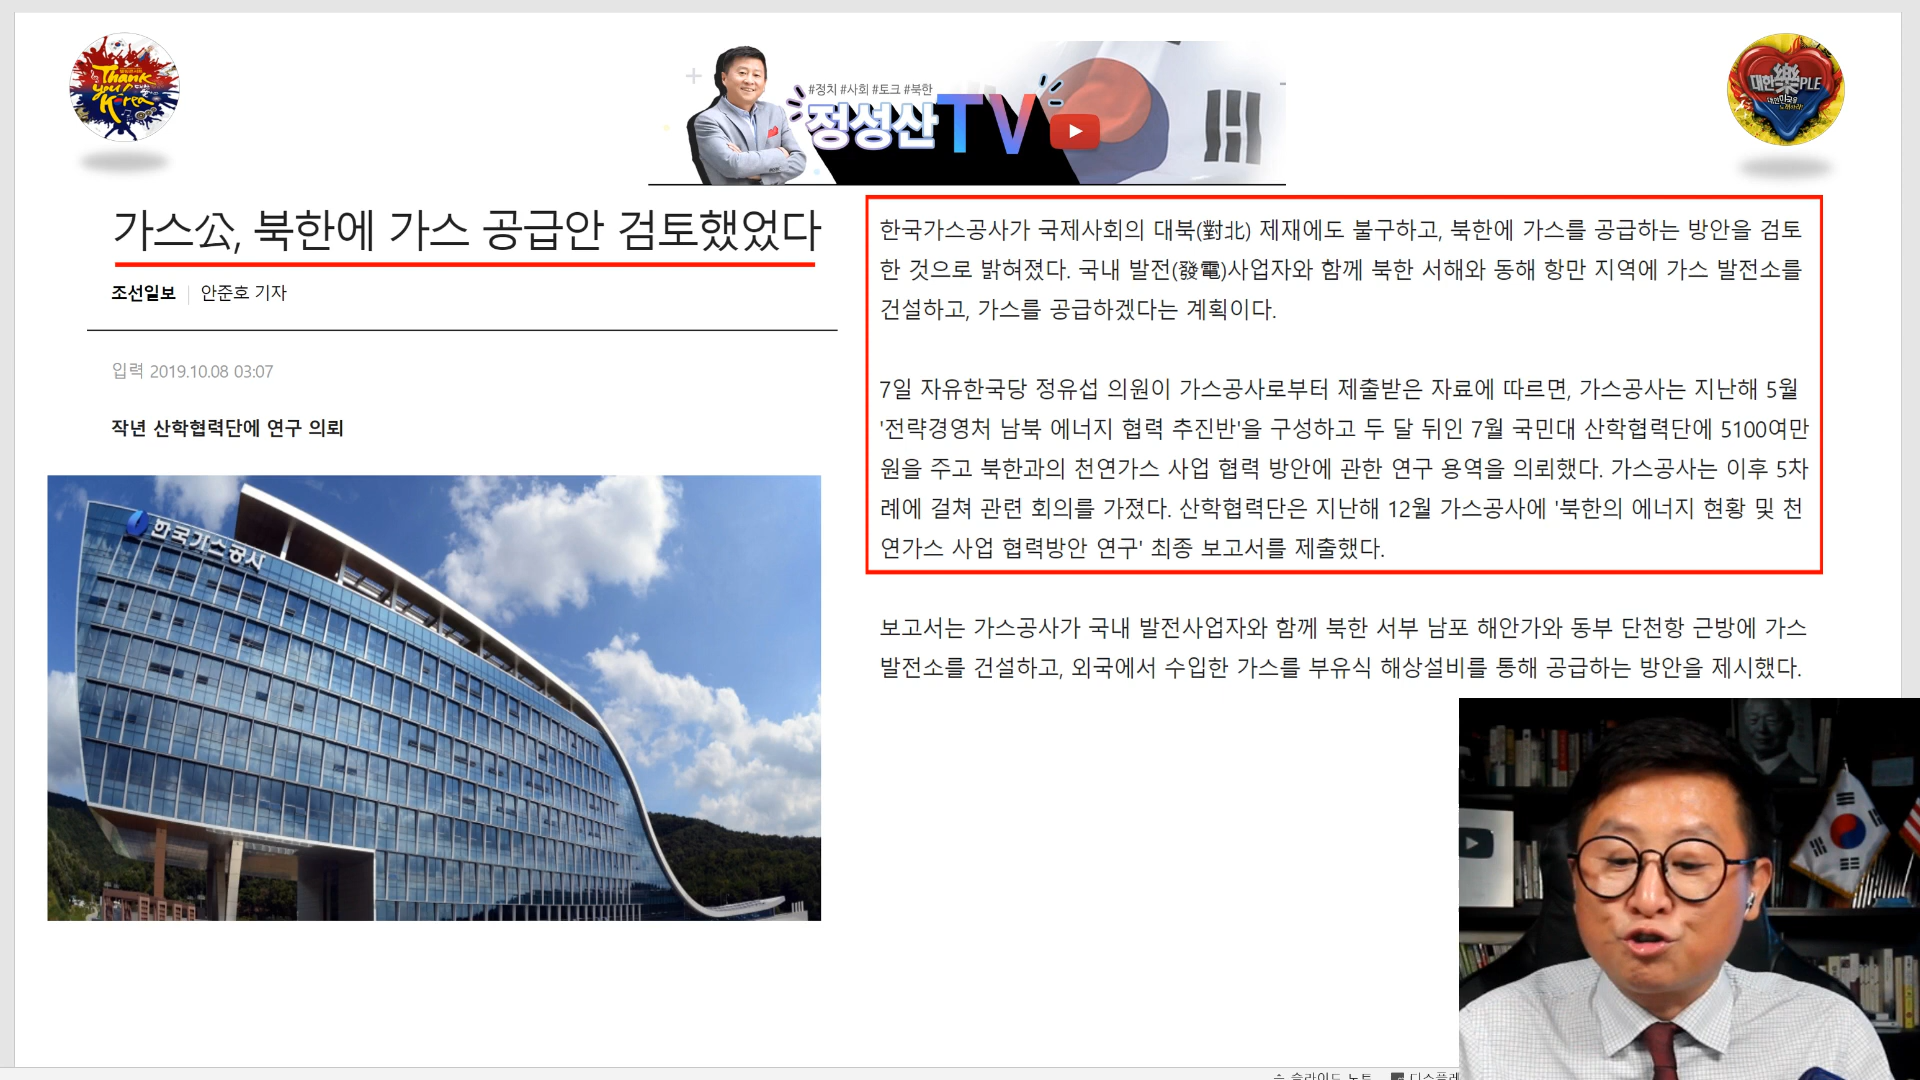 Thank you! Korea
#정치 #사회 #토크 #북한
정성산TV
대한樂PLE
가스公, 북한에 가스 공급안 검토했었다
조선일보 안준호 기자
입력 2019.10.08 03:07
작년 산학협력단에 연구 의뢰
한국가스공사
한국가스공사가 국제사회의 대북(對北) 제재에도 불구하고, 북한에 가스를 공급하는 방안을 검토
한 것으로 밝혀졌다. 국내 발전(發電)사업자와 함께 북한 서해와 동해 항만 지역에 가스 발전소를
건설하고, 가스를 공급하겠다는 계획이다.
7일 자유한국당 정유섭 의원이 가스공사로부터 제출받은 자료에 따르면, 가스공사는 지난해 5월
'전략경영처 남북 에너지 협력 추진반'을 구성하고 두 달 뒤인 7월 국민대 산학협력단에 5100여만
원을 주고 북한과의 천연가스 사업 협력 방안에 관한 연구 용역을 의뢰했다. 가스공사는 이후 5차
례에 걸쳐 관련 회의를 가졌다. 산학협력단은 지난해 12월 가스공사에 '북한의 에너지 현황 및 천
연가스 사업 협력방안 연구' 최종 보고서를 제출했다.
보고서는 가스공사가 국내 발전사업자와 함께 북한 서부 남포 해안가와 동부 단천항 근방에 가스
발전소를 건설하고, 외국에서 수입한 가스를 부유식 해상설비를 통해 공급하는 방안을 제시했다.
슬라이드 노트 디스플레